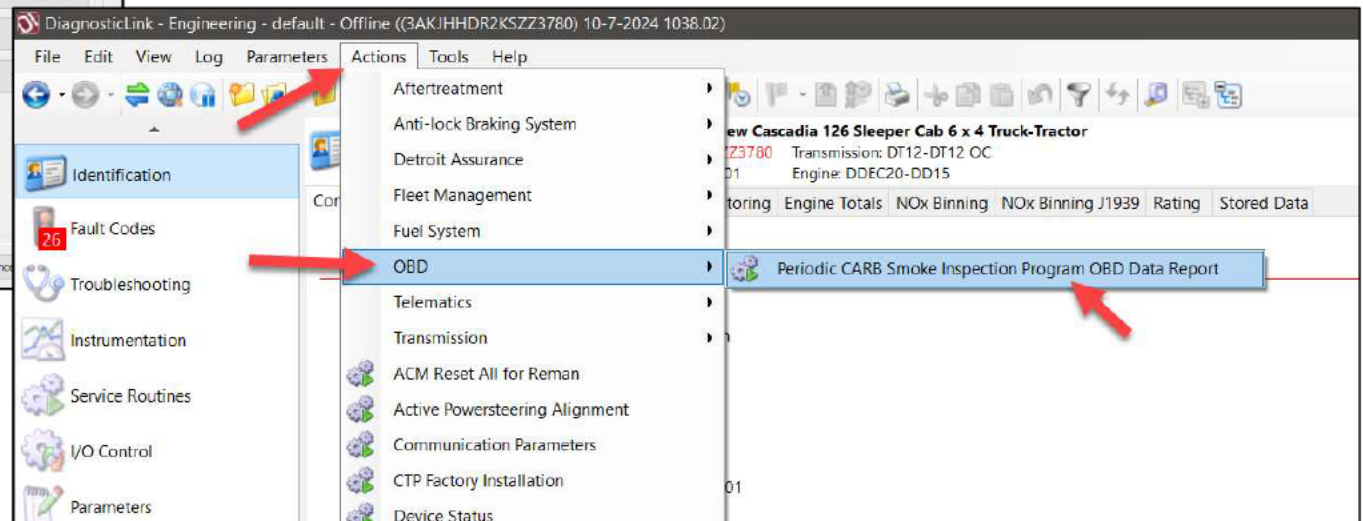 DiagnosticLink - Engineering - default - Offline ((3AKJHHDR2KSZZ3780) 10-7-2024 1038.02)
File Edit View Log Parameters Actions Tools Help
Aftertreatment
Anti-lock Braking System
Detroit Assurance
Fleet Management
Fuel System
OBD
Telematics
Transmission
ACM Reset All for Reman
Active Powersteering Alignment
Communication Parameters
CTP Factory Installation
Device Status
Periodic CARB Smoke Inspection Program OBD Data Report
Identification
26 Fault Codes
Troubleshooting
Instrumentation
Service Routines
I/O Control
Parameters
Cascadia 126 Sleeper Cab 6 x 4 Truck-Tractor
ZZ3780 Transmission: DT12-DT12 OC
01 Engine: DDEC20-DD15
Engine Totals NOx Binning NOx Binning J1939 Rating Stored Data
01